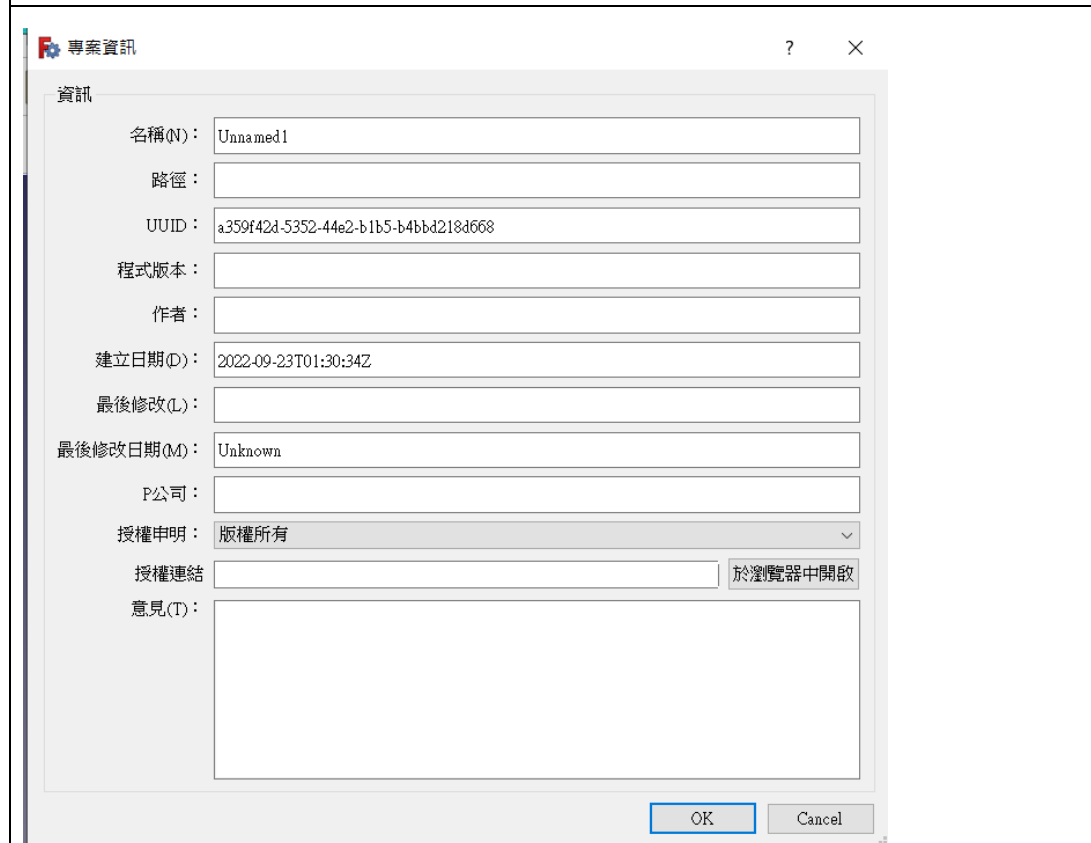 專案資訊 ?
資訊
名稱(N)： Unnamed1
路徑：
UUID： a359f42d-5352-44e2-b1b5-b4bbd218d668
程式版本：
作者：
建立日期(D)： 2022-09-23T01:30:34Z
最後修改(L)：
最後修改日期(M)： Unknown
P公司：
授權申明： 版權所有
授權連結 於瀏覽器中開啟
意見(T)：
OK Cancel